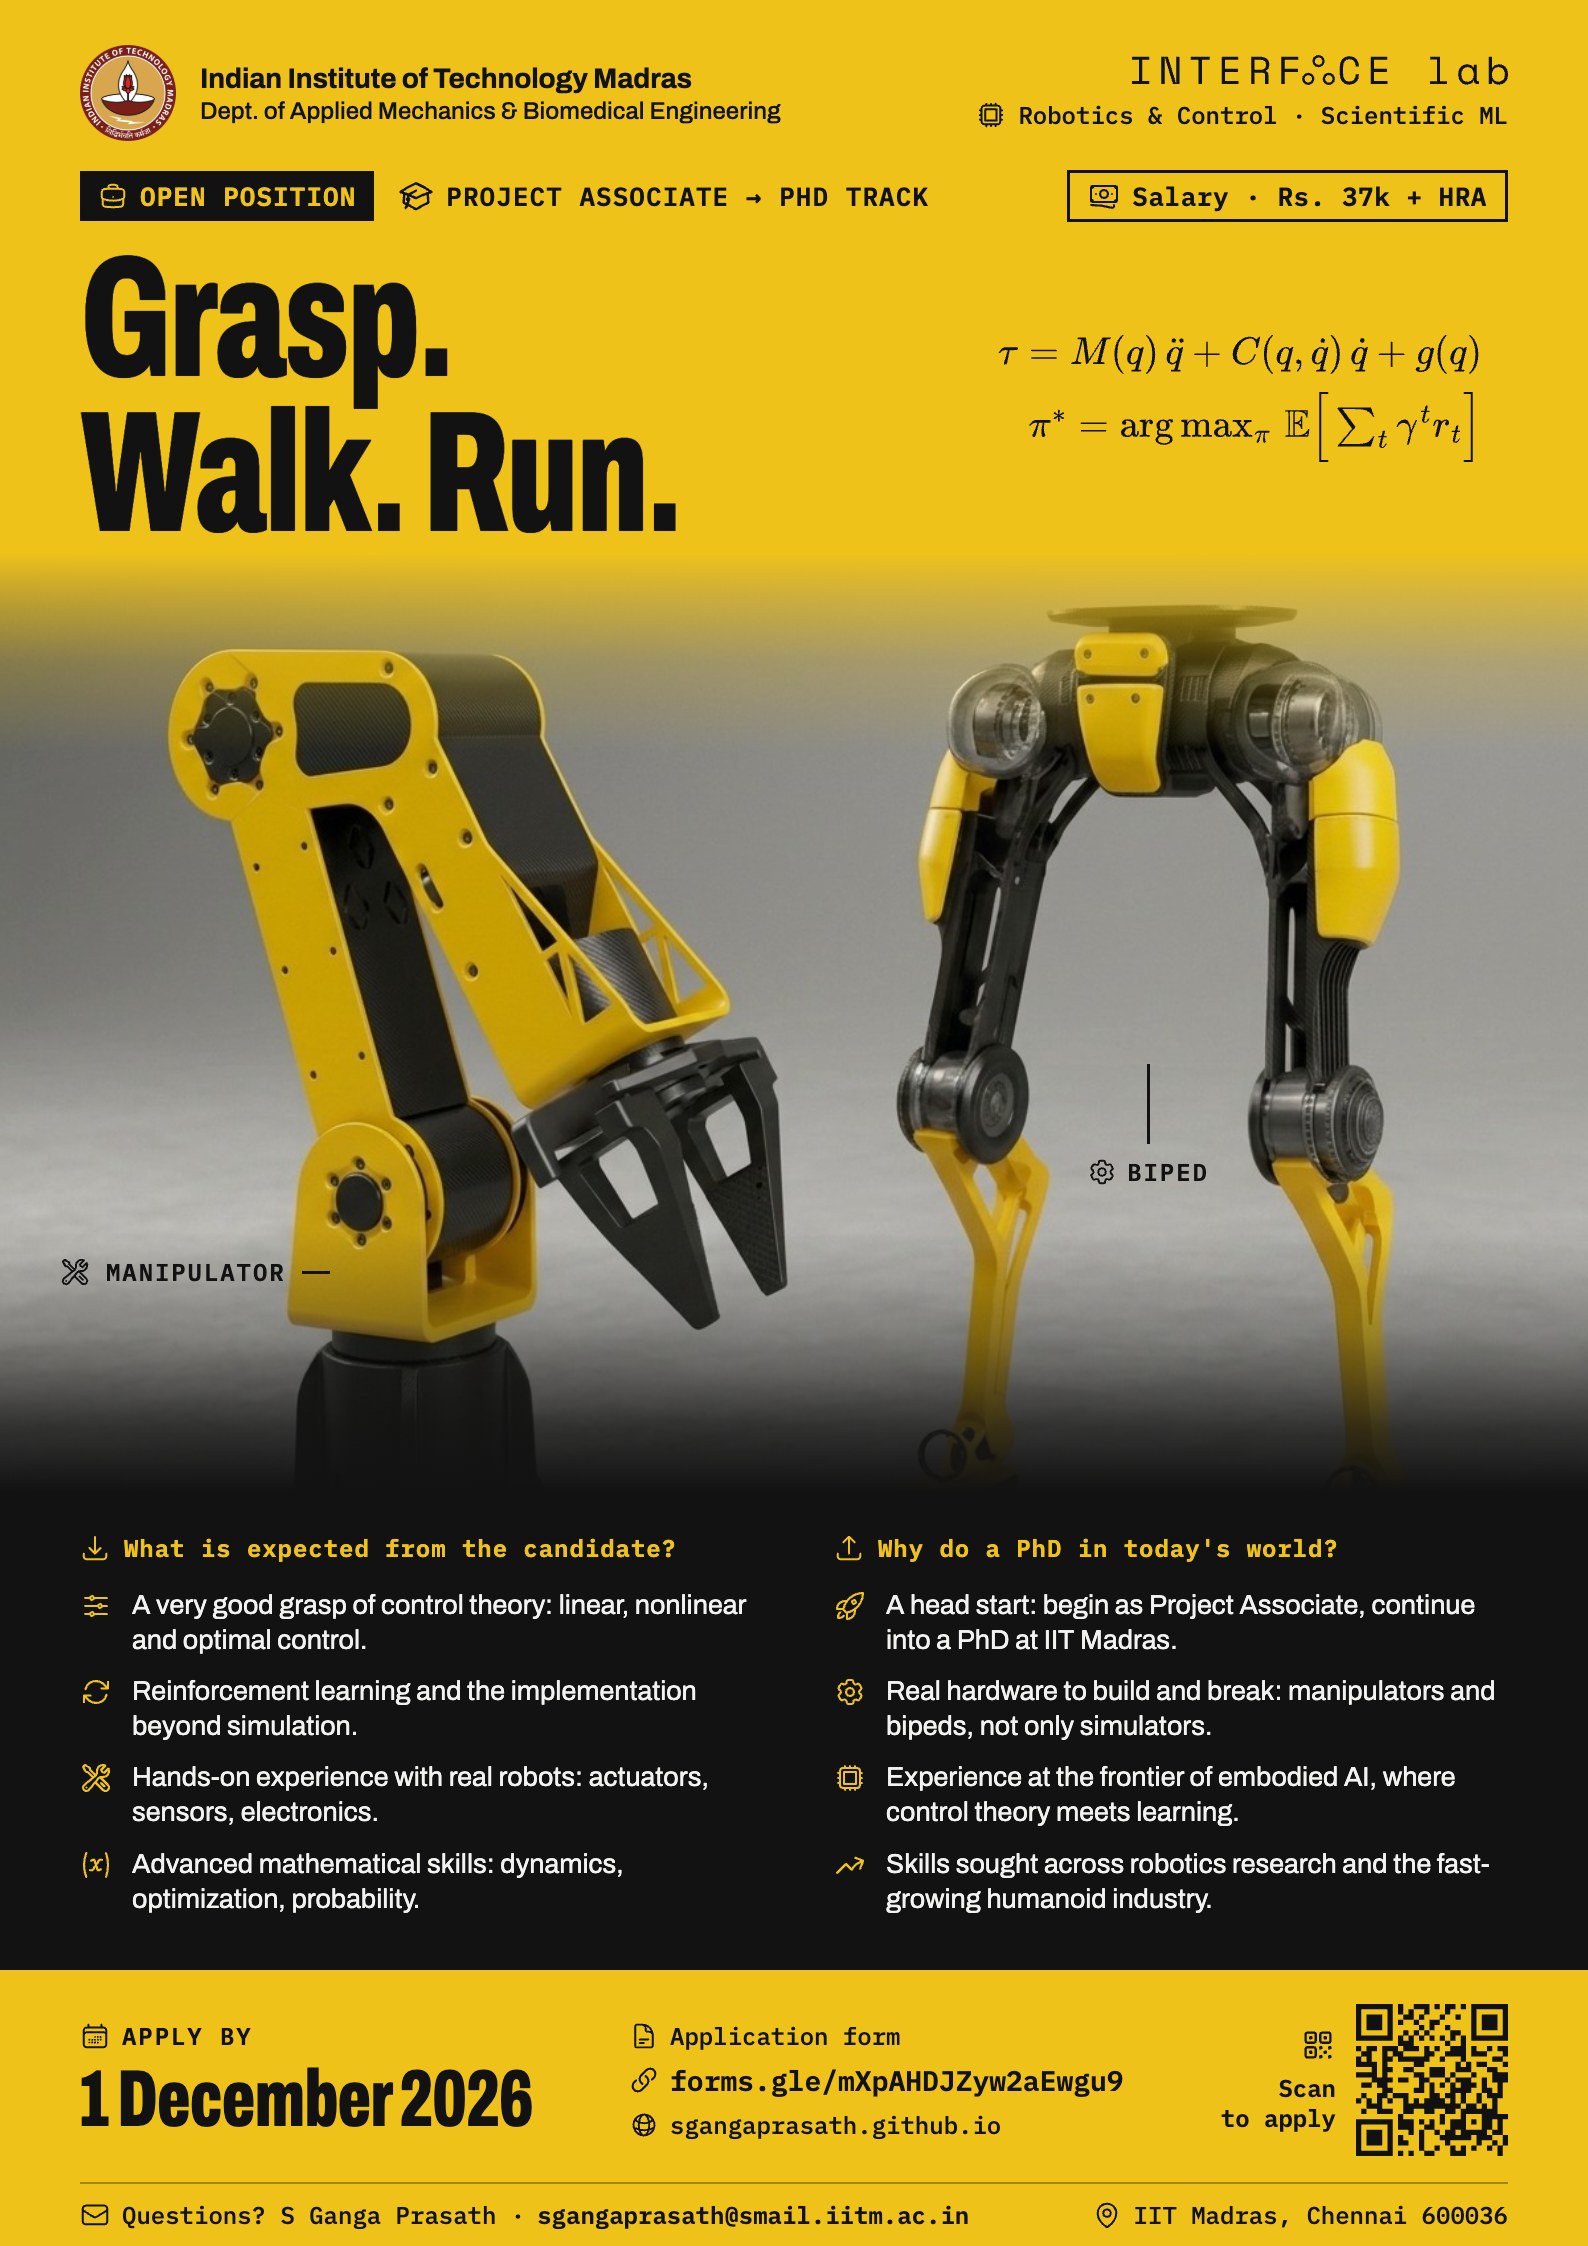 INDIAN INSTITUTE OF TECHNOLOGY MADRAS
सिद्धिर्भवति कर्मजा
Indian Institute of Technology Madras
Dept. of Applied Mechanics & Biomedical Engineering
INTERFACE lab
Robotics & Control · Scientific ML
OPEN POSITION
PROJECT ASSOCIATE → PHD TRACK
Salary · Rs. 37k + HRA
Grasp.
Walk. Run.
τ = M(q) q̈ + C(q, q̇) q̇ + g(q)
π* = arg max_π 𝔼[ ∑_t γ^t r_t ]
BIPED
MANIPULATOR
What is expected from the candidate?
A very good grasp of control theory: linear, nonlinear
and optimal control.
Reinforcement learning and the implementation
beyond simulation.
Hands-on experience with real robots: actuators,
sensors, electronics.
(x) Advanced mathematical skills: dynamics,
optimization, probability.
Why do a PhD in today's world?
A head start: begin as Project Associate, continue
into a PhD at IIT Madras.
Real hardware to build and break: manipulators and
bipeds, not only simulators.
Experience at the frontier of embodied AI, where
control theory meets learning.
Skills sought across robotics research and the fast-
growing humanoid industry.
APPLY BY
1 December 2026
Application form
forms.gle/mXpAHDJZyw2aEwgu9
sgangaprasath.github.io
Scan
to apply
Questions? S Ganga Prasath · sgangaprasath@smail.iitm.ac.in
IIT Madras, Chennai 600036